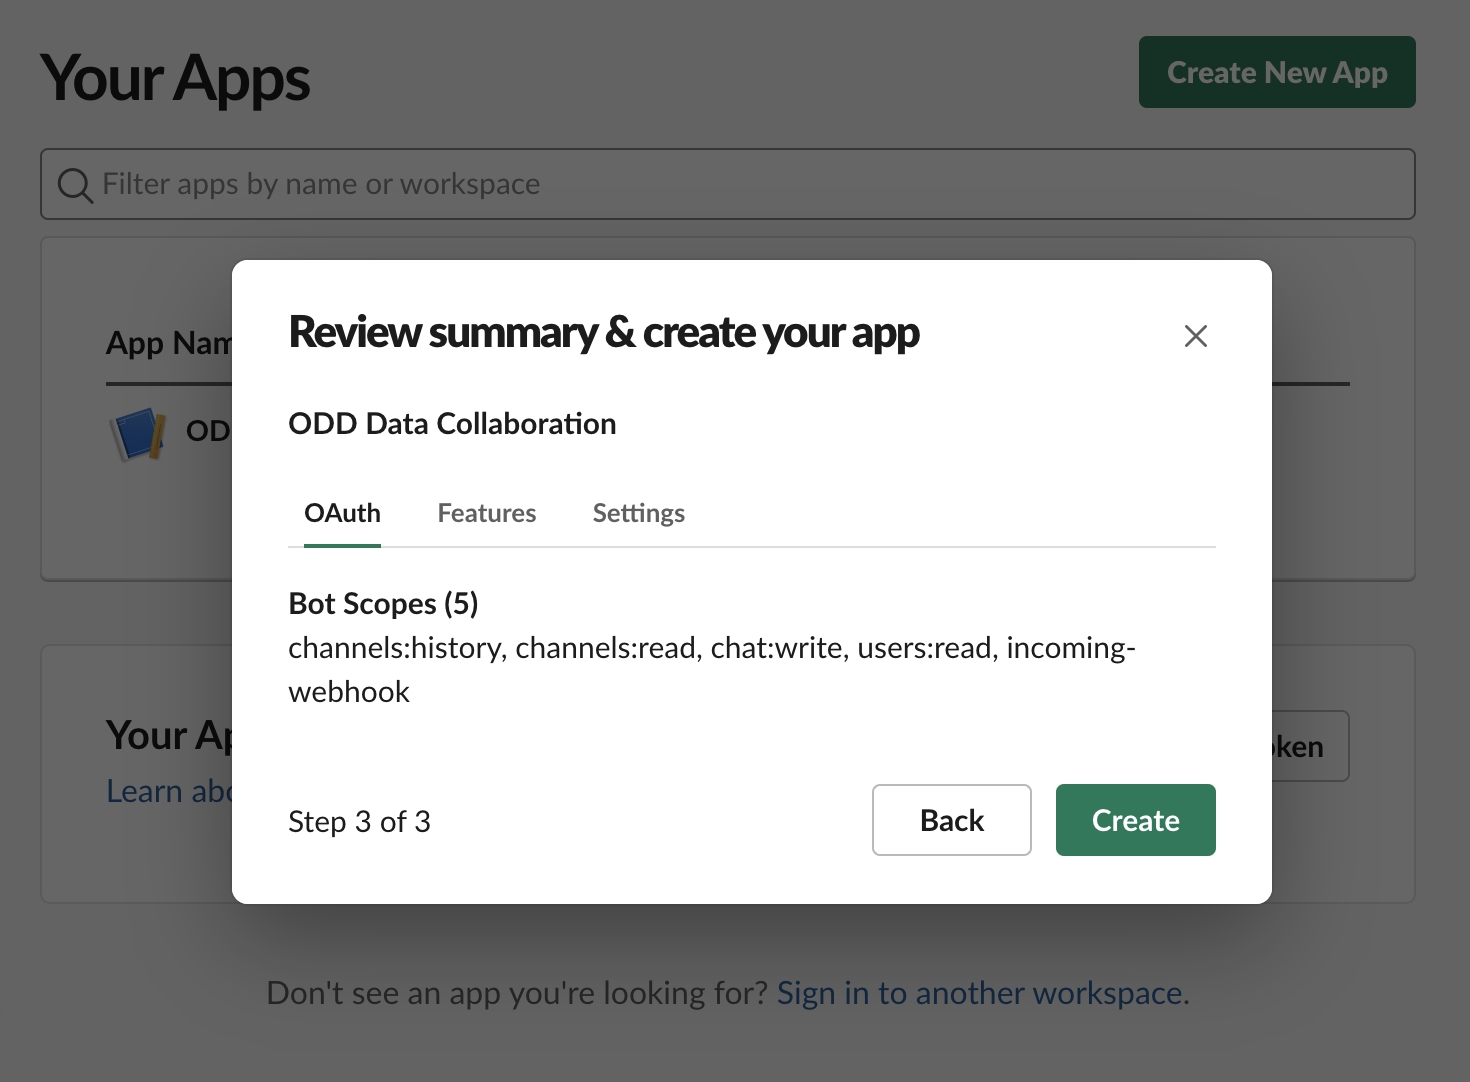 Your Apps
Create New App
Filter apps by name or workspace
Review summary & create your app
App Nam
ODD Data Collaboration
OD
OAuth Features Settings
Bot Scopes (5)
channels:history, channels:read, chat:write, users:read, incoming-
webhook
Your Ap
oken
Learn abo
Step 3 of 3
Back
Create
Don't see an app you're looking for? Sign in to another workspace.